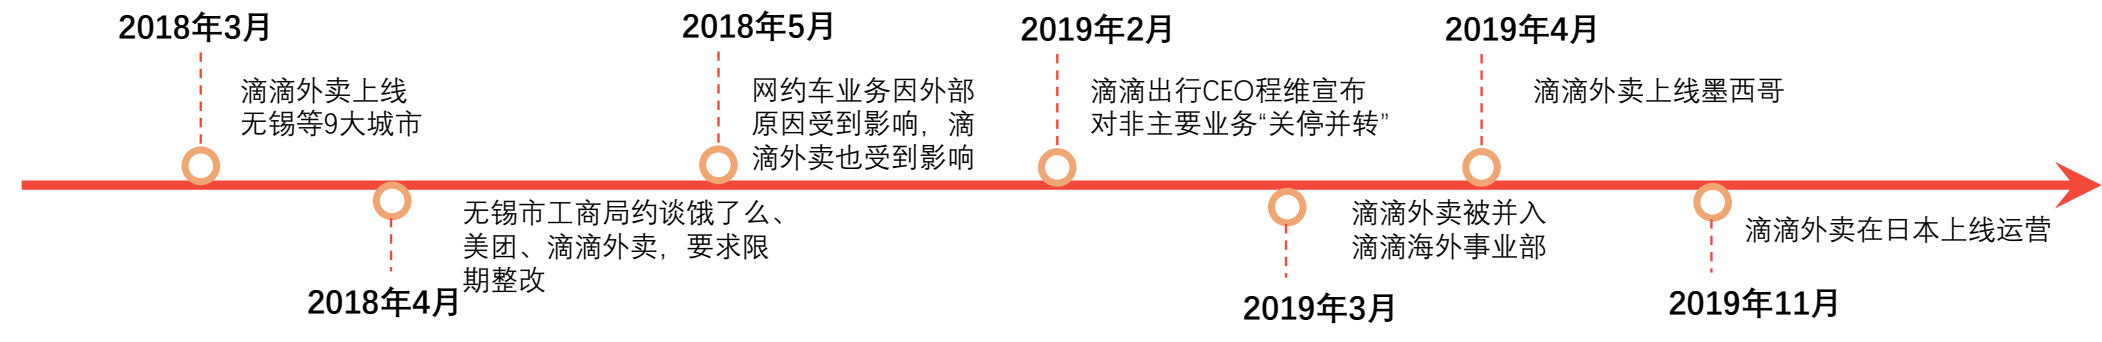 2018年3月
滴滴外卖上线
无锡等9大城市
2018年4月
无锡市工商局约谈饿了么、
美团、滴滴外卖，要求限
期整改
2018年5月
网约车业务因外部
原因受到影响，滴
滴外卖也受到影响
2019年2月
滴滴出行CEO程维宣布
对非主要业务“关停并转”
2019年3月
滴滴外卖被并入
滴滴海外事业部
2019年4月
滴滴外卖上线墨西哥
2019年11月
滴滴外卖在日本上线运营